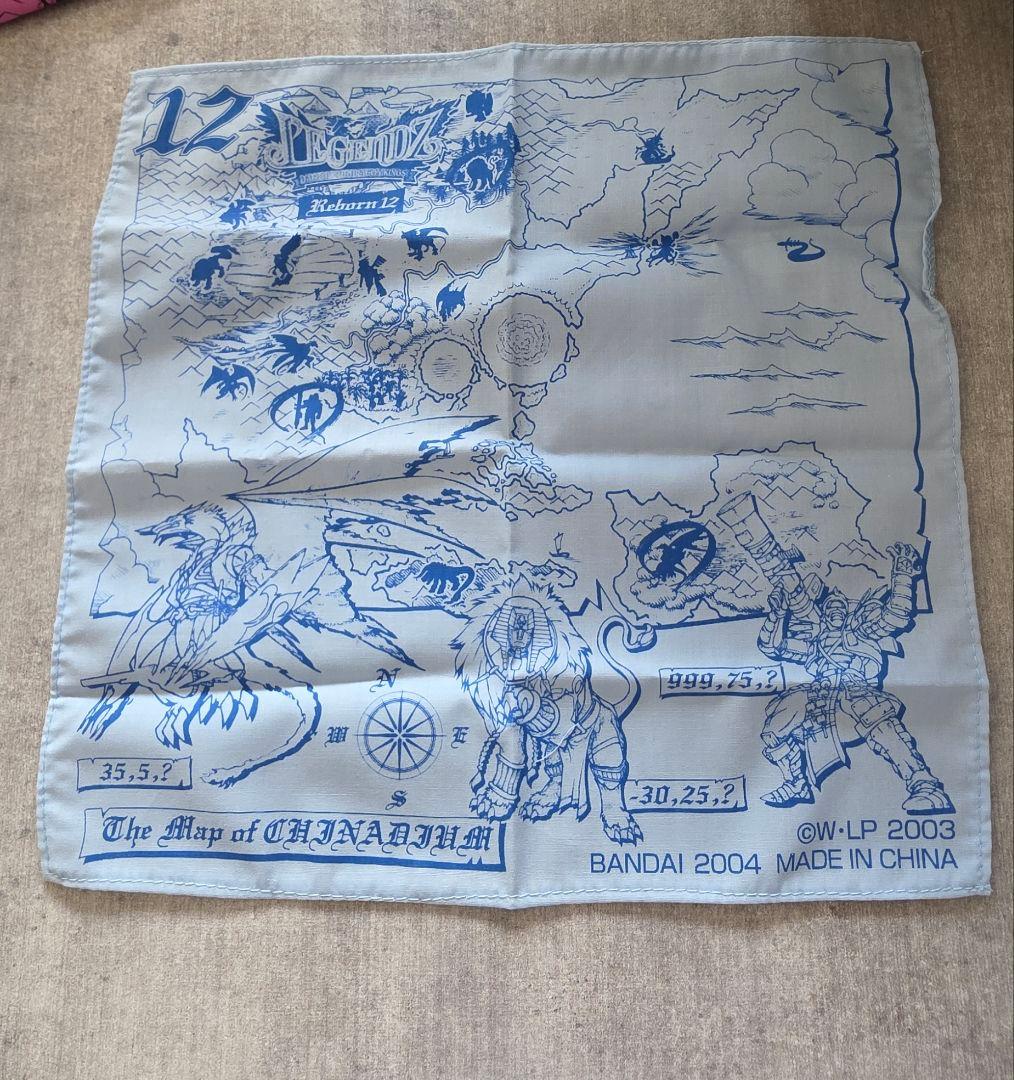 12
LEGENDZ
Reborn 12
999,75,?
N
W E
S
35,5,?
-30,25,?
The Map of CHINADIUM
©W·LP 2003
BANDAI 2004 MADE IN CHINA